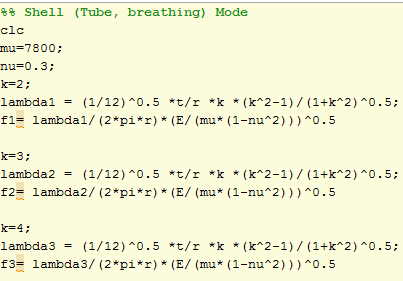 %% Shell (Tube, breathing) Mode
clc
mu=7800;
nu=0.3;
k=2;
lambda1 = (1/12)^0.5 *t/r *k *(k^2-1)/(1+k^2)^0.5;
f1= lambda1/(2*pi*r)*(E/(mu*(1-nu^2)))^0.5
k=3;
lambda2 = (1/12)^0.5 *t/r *k *(k^2-1)/(1+k^2)^0.5;
f2= lambda2/(2*pi*r)*(E/(mu*(1-nu^2)))^0.5
k=4;
lambda3 = (1/12)^0.5 *t/r *k *(k^2-1)/(1+k^2)^0.5;
f3= lambda3/(2*pi*r)*(E/(mu*(1-nu^2)))^0.5